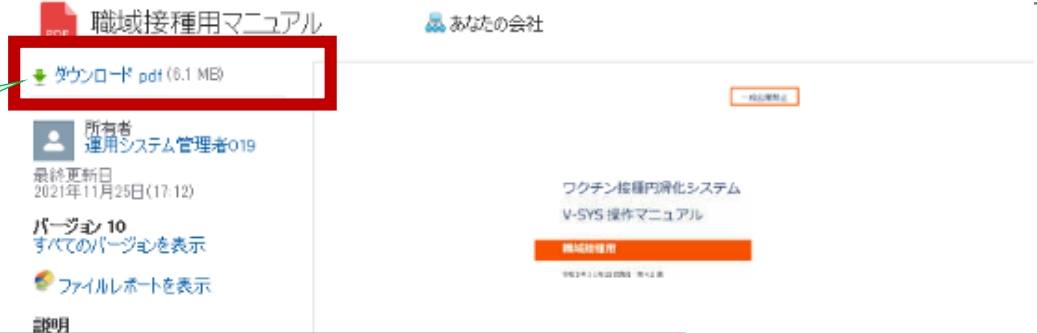 PDF
職域接種用マニュアル
あなたの会社
ダウンロード pdf (6.1 MB)
所有者
運用システム管理者019
最終更新日
2021年11月25日(17:12)
バージョン 10
すべてのバージョンを表示
ファイルレポートを表示
説明
ワクチン接種円滑化システム
V-SYS 操作マニュアル
職域接種用